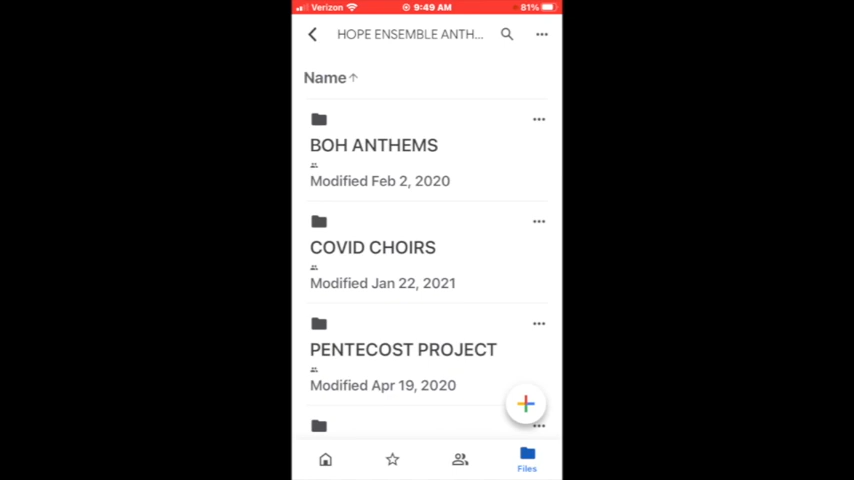 Verizon 9:49 AM 81%
HOPE ENSEMBLE ANTH...
Name
BOH ANTHEMS
Modified Feb 2, 2020
COVID CHOIRS
Modified Jan 22, 2021
PENTECOST PROJECT
Modified Apr 19, 2020
Files